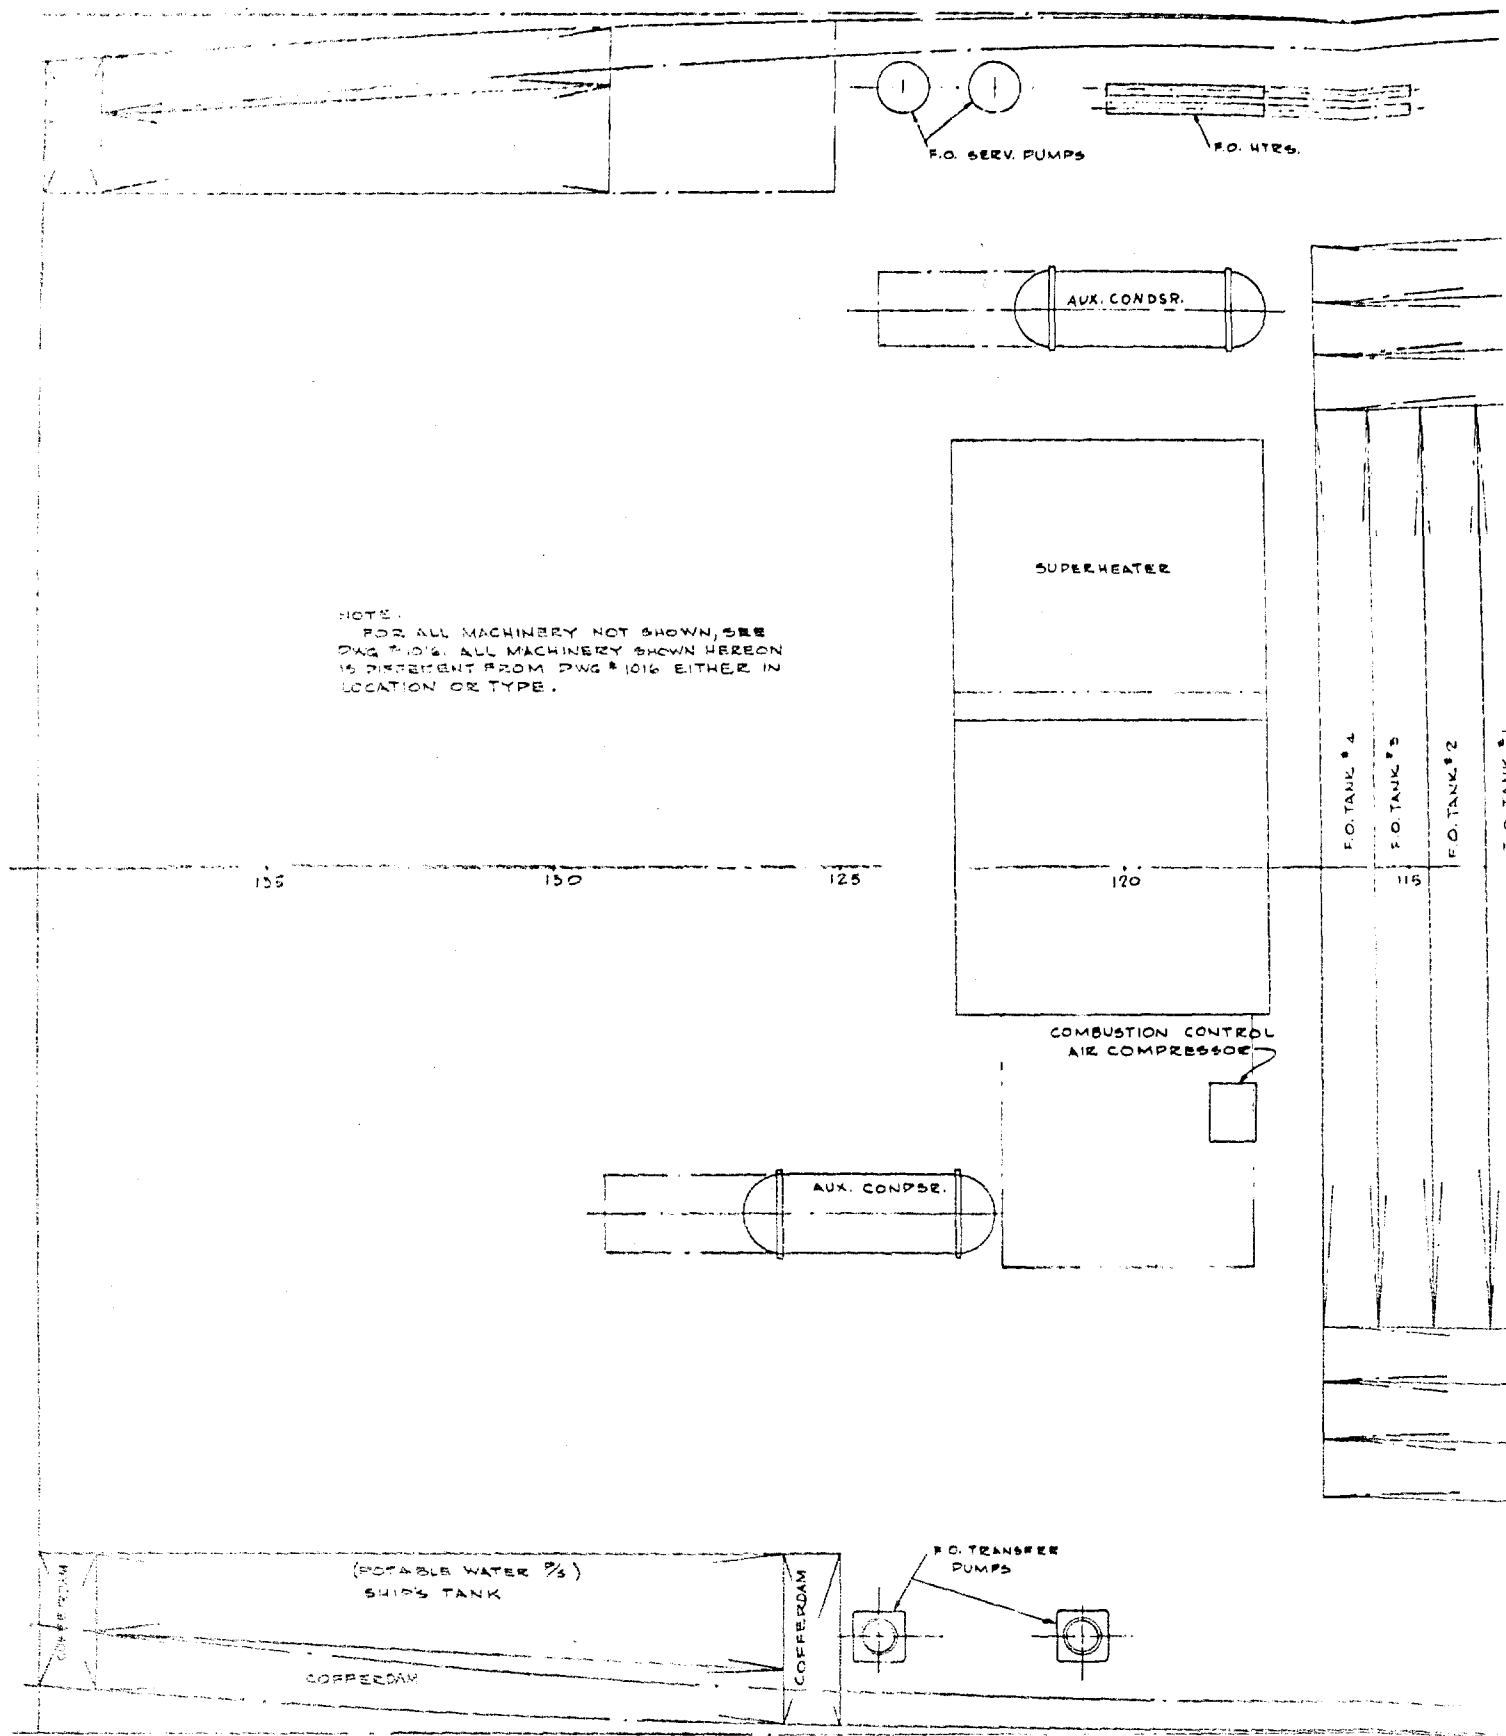 F.O. SERV. PUMPS
F.O. HTRS.
AUX. CONDSR.
SUPERHEATER
NOTE.
FOR ALL MACHINERY NOT SHOWN, SEE
DWG #1016. ALL MACHINERY SHOWN HEREON
IS DIFFERENT FROM DWG #1016 EITHER IN
LOCATION OR TYPE.
F.O. TANK #4
F.O. TANK #3
F.O. TANK #2
F.O. TANK #1
135
130
125
120
115
COMBUSTION CONTROL
AIR COMPRESSOR
AUX. CONDSR.
COFFERDAM
(POTABLE WATER P/S)
SHIP'S TANK
COFFERDAM
COFFERDAM
F.O. TRANSFER
PUMPS